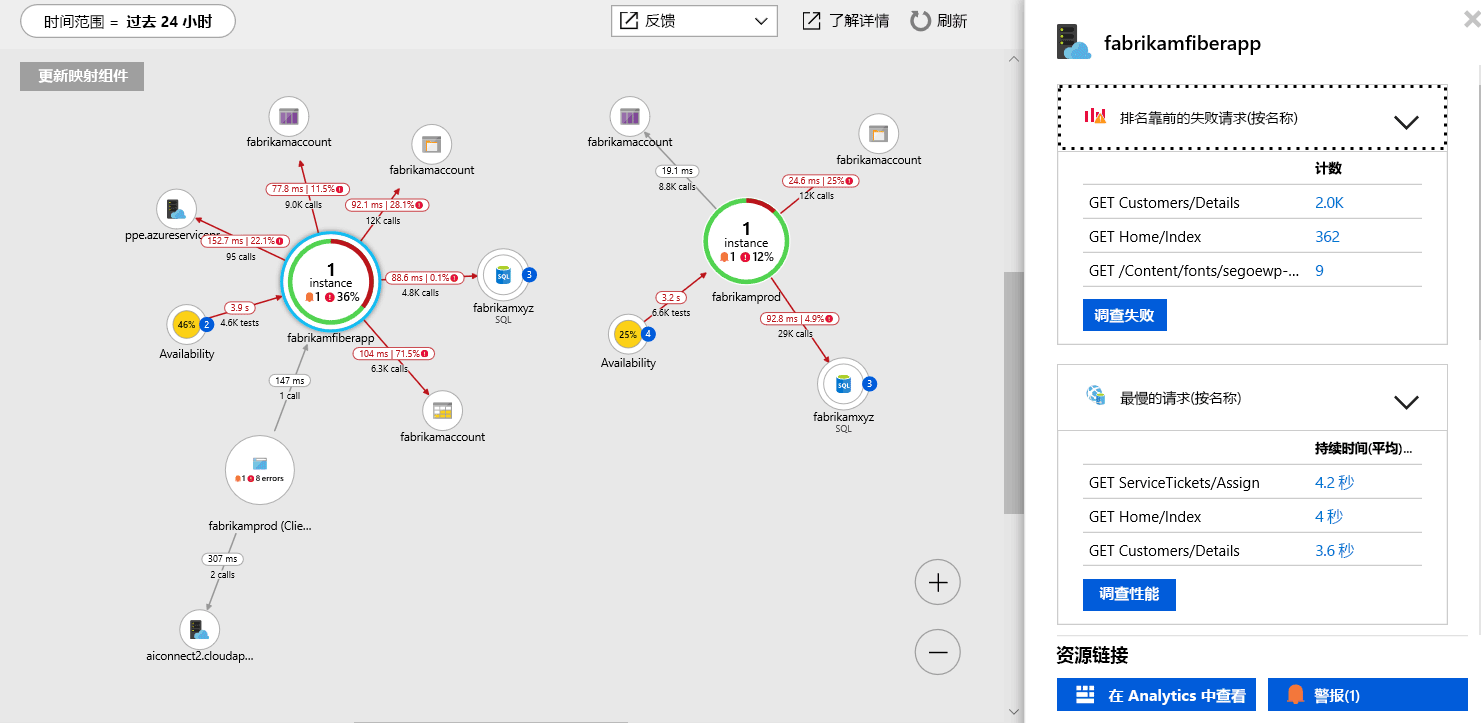 时间范围 = 过去 24 小时
反馈
了解详情
刷新
更新映射组件
fabrikamaccount
fabrikamaccount
77.8 ms | 11.5%
9.0K calls
92.1 ms | 28.1%
12K calls
152.7 ms | 22.1%
95 calls
1
instance
1 36%
fabrikamfiberapp
88.6 ms | 0.1%
4.8K calls
SQL
3
fabrikamxyz
SQL
46%
2
3.9 s
4.6K tests
Availability
104 ms | 71.5%
6.3K calls
fabrikamaccount
147 ms
1 call
1 8 errors
fabrikamprod (Clie...
307 ms
2 calls
aiconnect2.cloudap...
fabrikamaccount
fabrikamaccount
19.1 ms
8.8K calls
24.6 ms | 25%
12K calls
1
instance
1 12%
fabrikamprod
3.2 s
6.6K tests
25%
4
Availability
92.8 ms | 4.9%
29K calls
SQL
3
fabrikamxyz
SQL
fabrikamfiberapp
排名靠前的失败请求(按名称)
计数
GET Customers/Details 2.0K
GET Home/Index 362
GET /Content/fonts/segoewp-... 9
调查失败
最慢的请求(按名称)
持续时间(平均)...
GET ServiceTickets/Assign 4.2 秒
GET Home/Index 4 秒
GET Customers/Details 3.6 秒
调查性能
资源链接
在 Analytics 中查看
警报(1)